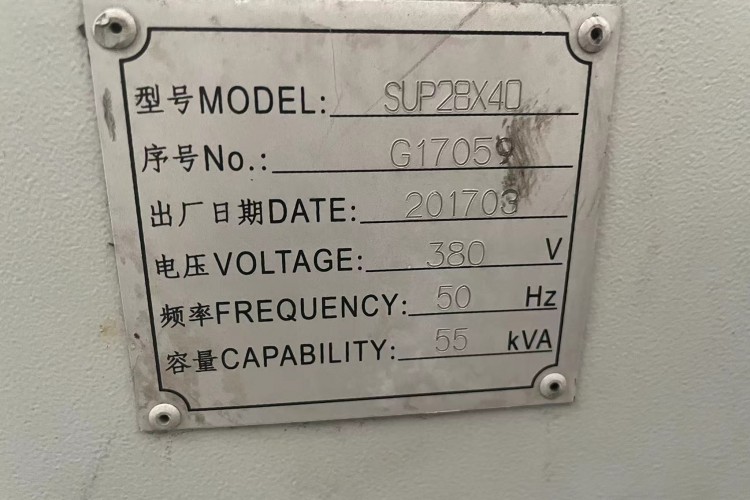 型号MODEL: SUP28X40
序号No.: G17059
出厂日期DATE: 201703
电压VOLTAGE: 380 V
频率FREQUENCY: 50 Hz
容量CAPABILITY: 55 kVA